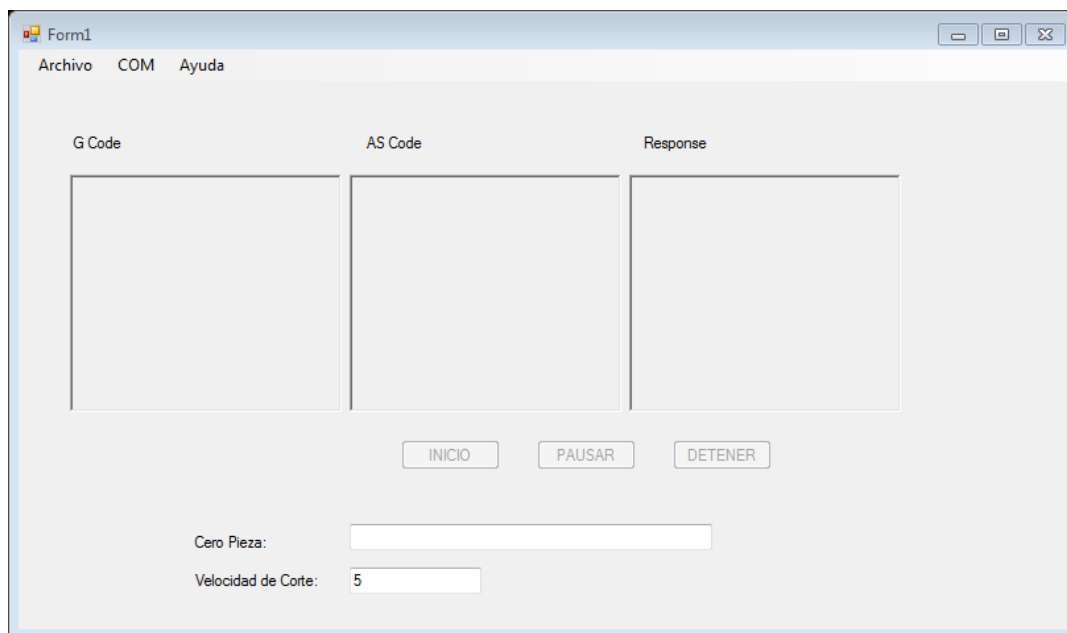 Form1
Archivo COM Ayuda
G Code AS Code Response
INICIO PAUSAR DETENER
Cero Pieza:
Velocidad de Corte: 5